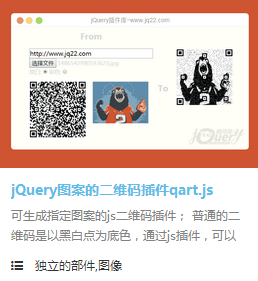 jQuery插件库-www.jq22.com
From
http://www.jq22.com
选择文件
To
jQuery
jQuery图案的二维码插件qart.js
可生成指定图案的js二维码插件； 普通的二
维码是以黑白点为底色，通过js插件，可以
独立的部件,图像